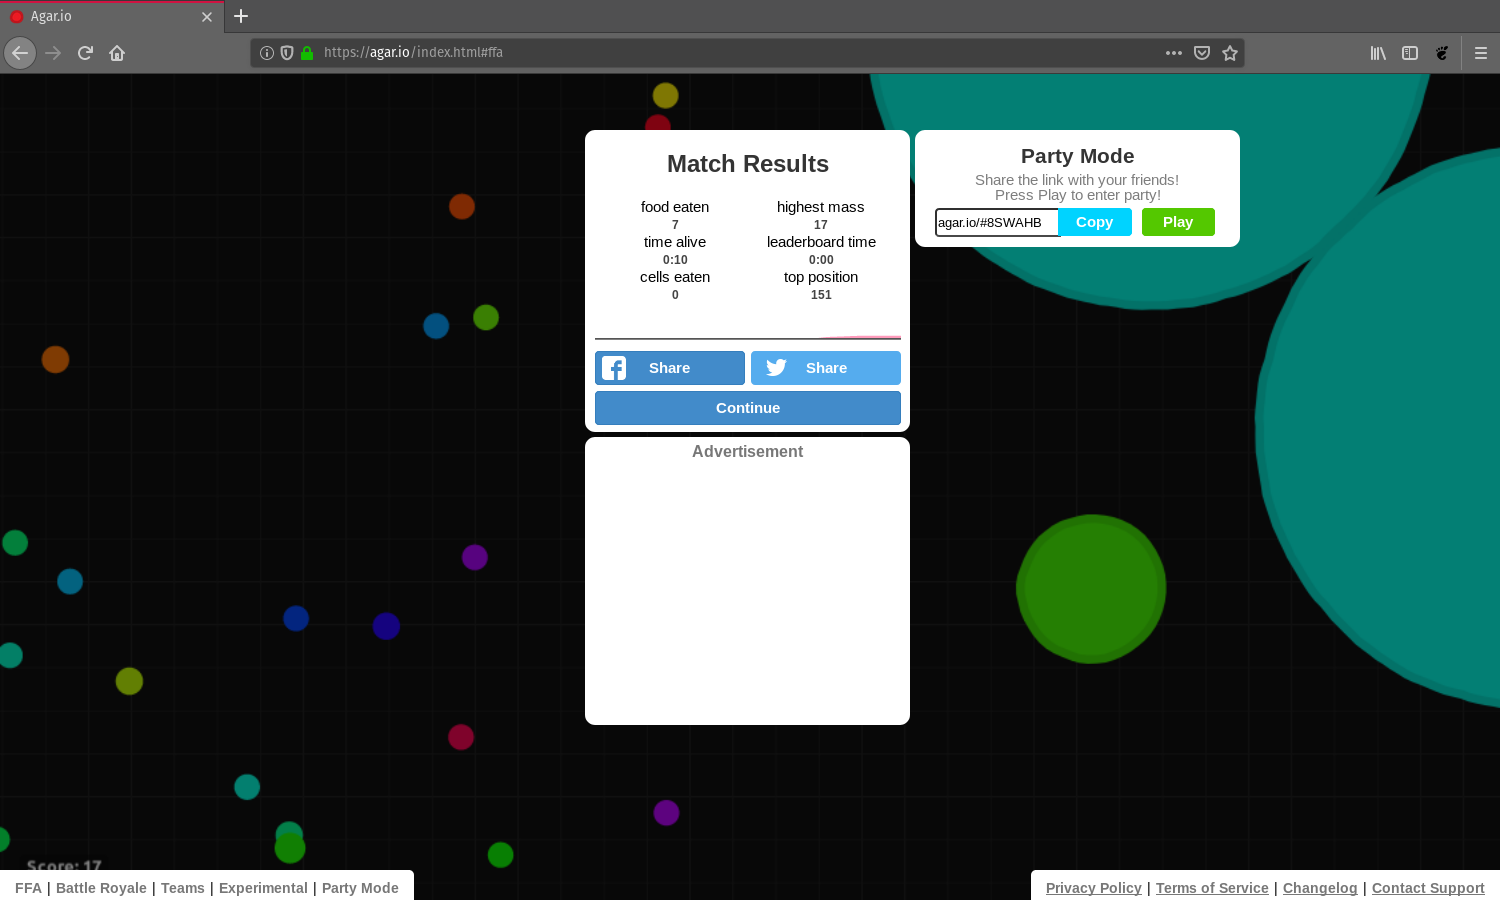 Agar.io
https://agar.io/index.html#ffa
Match Results
food eaten
7
highest mass
17
time alive
0:10
leaderboard time
0:00
cells eaten
0
top position
151
Share
Share
Continue
Advertisement
Party Mode
Share the link with your friends!
Press Play to enter party!
agar.io/#8SWAHB
Copy
Play
Score: 17
FFA | Battle Royale | Teams | Experimental | Party Mode
Privacy Policy | Terms of Service | Changelog | Contact Support